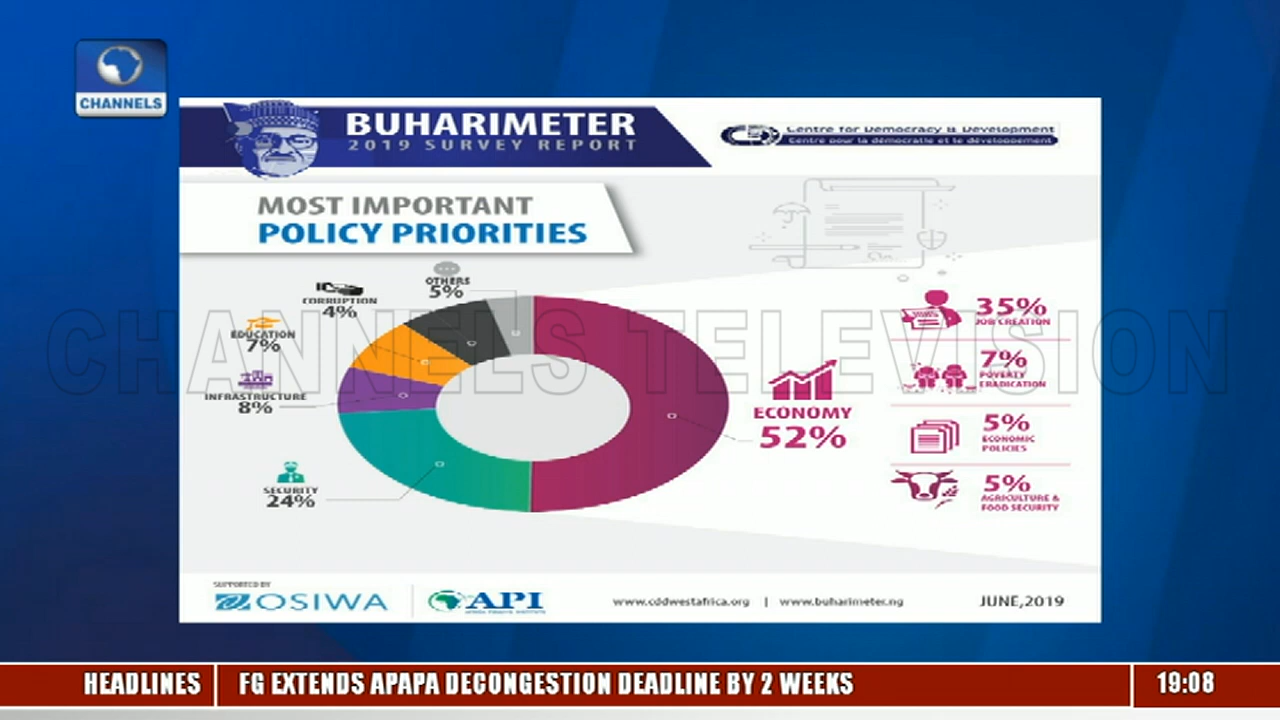 CHANNELS
BUHARIMETER
2019 SURVEY REPORT
Centre for Democracy & Development
Centre pour la démocratie et le développement
MOST IMPORTANT
POLICY PRIORITIES
OTHERS
5%
CORRUPTION
4%
EDUCATION
7%
INFRASTRUCTURE
8%
SECURITY
24%
ECONOMY
52%
35%
JOB CREATION
7%
POVERTY
ERADICATION
5%
ECONOMIC
POLICIES
5%
AGRICULTURE &
FOOD SECURITY
CHANNELS TELEVISION
SUPPORTED BY
OSIWA
API
www.cddwestafrica.org | www.buharimeter.ng
JUNE,2019
HEADLINES
FG EXTENDS APAPA DECONGESTION DEADLINE BY 2 WEEKS
19:08